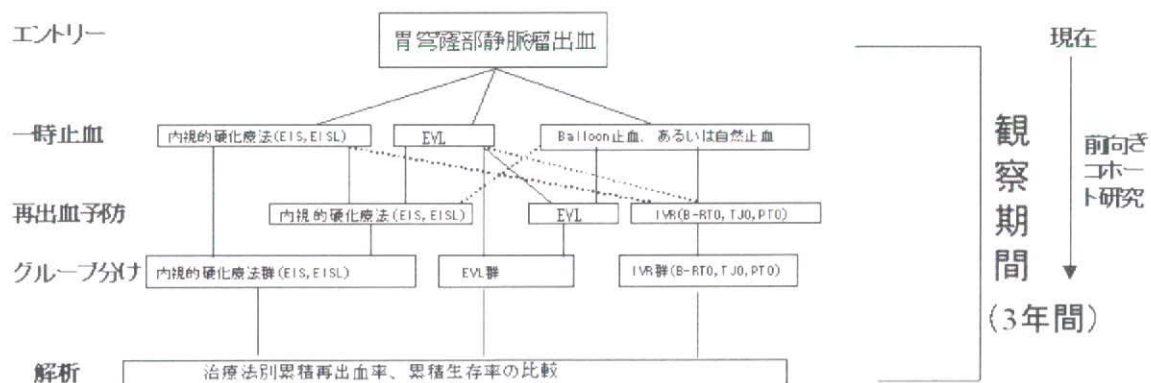 エントリー
胃穹窿部静脈瘤出血
現在
一時止血
内視的硬化療法(EIS,EISL)
EVL
Balloon止血、あるいは自然止血
再出血予防
内視的硬化療法(EIS,EISL)
EVL
IVR(B-RTO,TJO,PTO)
グループ分け
内視的硬化療法群(EIS,EISL)
EVL群
IVR群(B-RTO,TJO,PTO)
解析
治療法別累積再出血率、累積生存率の比較
観察期間
(3年間)
前向き
コホー
ト研究